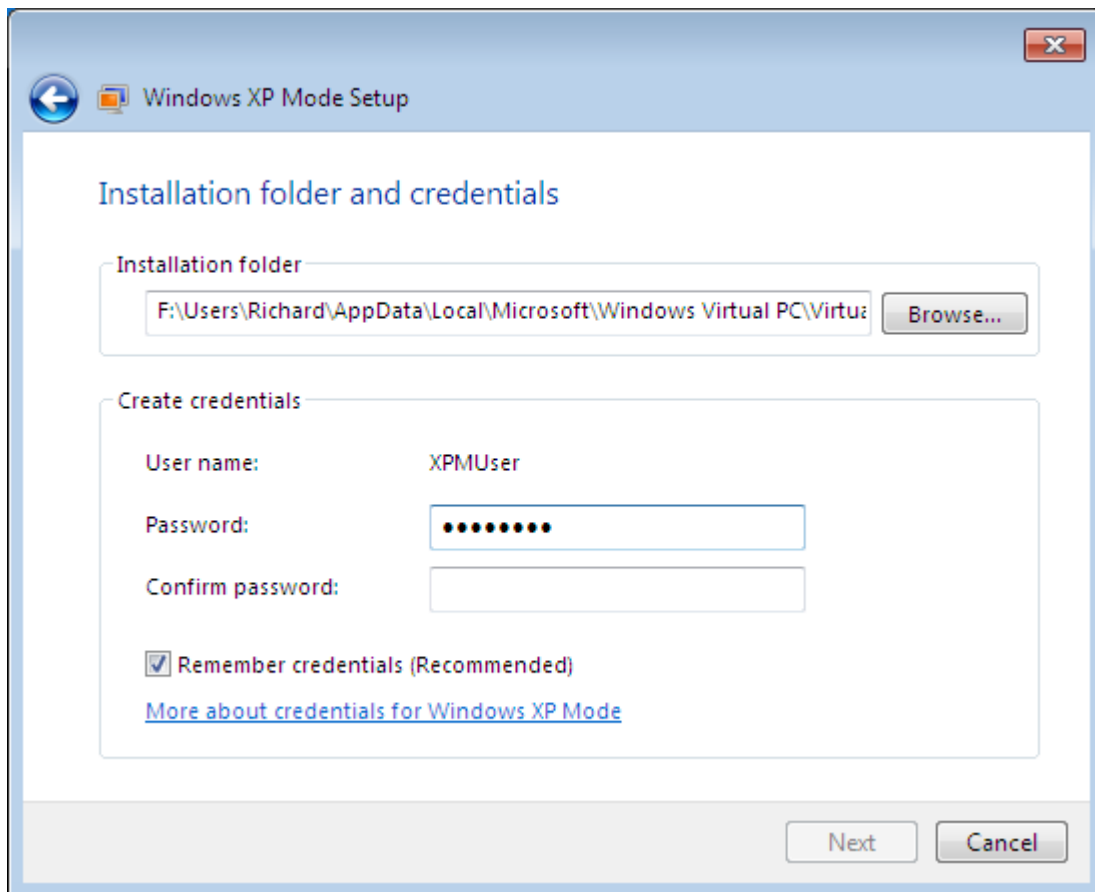 Windows XP Mode Setup
Installation folder and credentials
Installation folder
F:\Users\Richard\AppData\Local\Microsoft\Windows Virtual PC\Virtua
Browse...
Create credentials
User name: XPMUser
Password: ●●●●●●●●
Confirm password:
Remember credentials (Recommended)
More about credentials for Windows XP Mode
Next Cancel